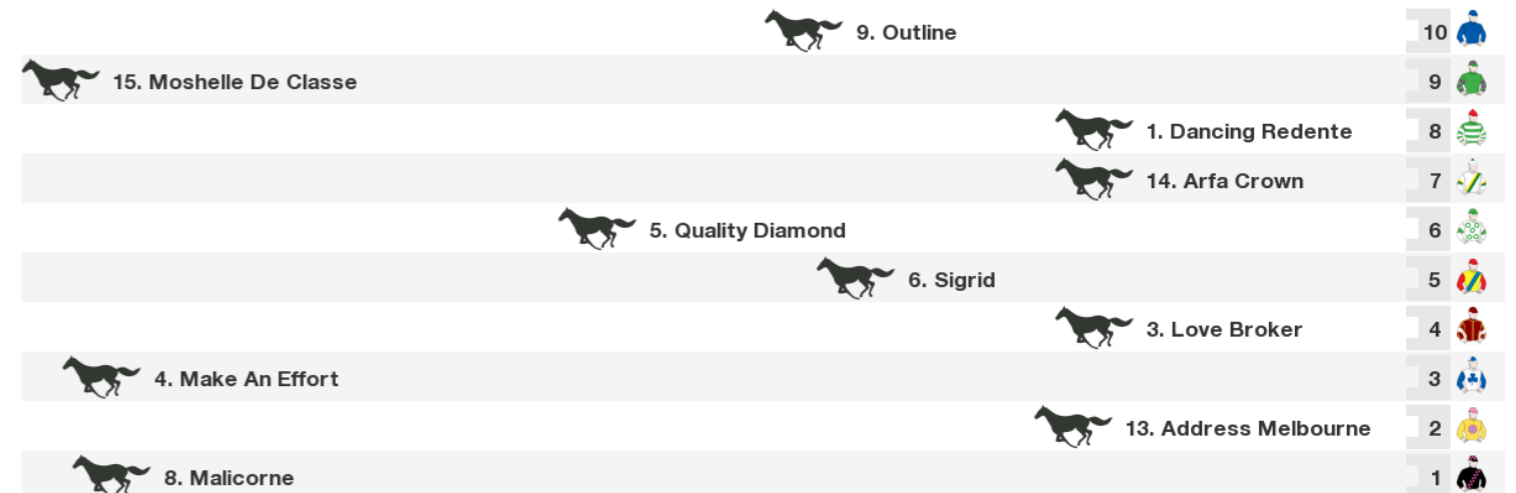 9. Outline 10
15. Moshelle De Classe 9
1. Dancing Redente 8
14. Arfa Crown 7
5. Quality Diamond 6
6. Sigrid 5
3. Love Broker 4
4. Make An Effort 3
13. Address Melbourne 2
8. Malicorne 1